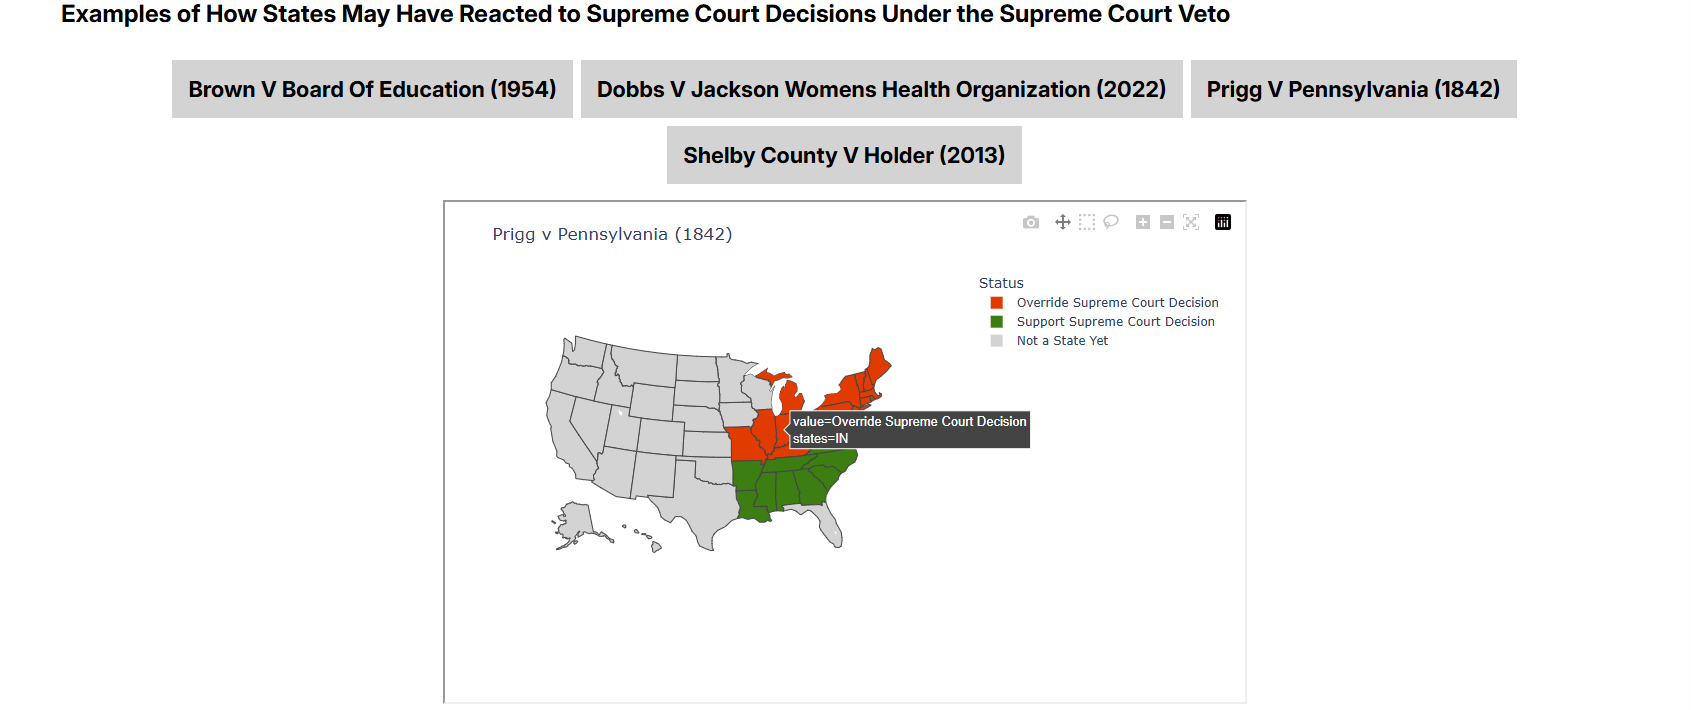 Examples of How States May Have Reacted to Supreme Court Decisions Under the Supreme Court Veto
Brown V Board Of Education (1954)
Dobbs V Jackson Womens Health Organization (2022)
Prigg V Pennsylvania (1842)
Shelby County V Holder (2013)
Prigg v Pennsylvania (1842)
Status
Override Supreme Court Decision
Support Supreme Court Decision
Not a State Yet
value=Override Supreme Court Decision
states=IN